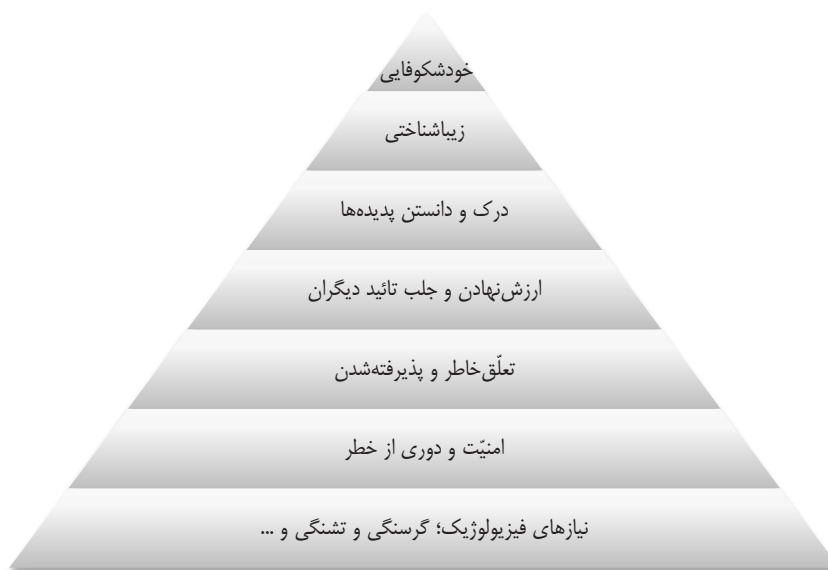 خودشکوفایی
زیباشناختی
درک و دانستن پدیده‌ها
ارزش‌نهادن و جلب تائید دیگران
تعلّق‌خاطر و پذیرفته‌شدن
امنیّت و دوری از خطر
نیازهای فیزیولوژیک؛ گرسنگی و تشنگی و ...